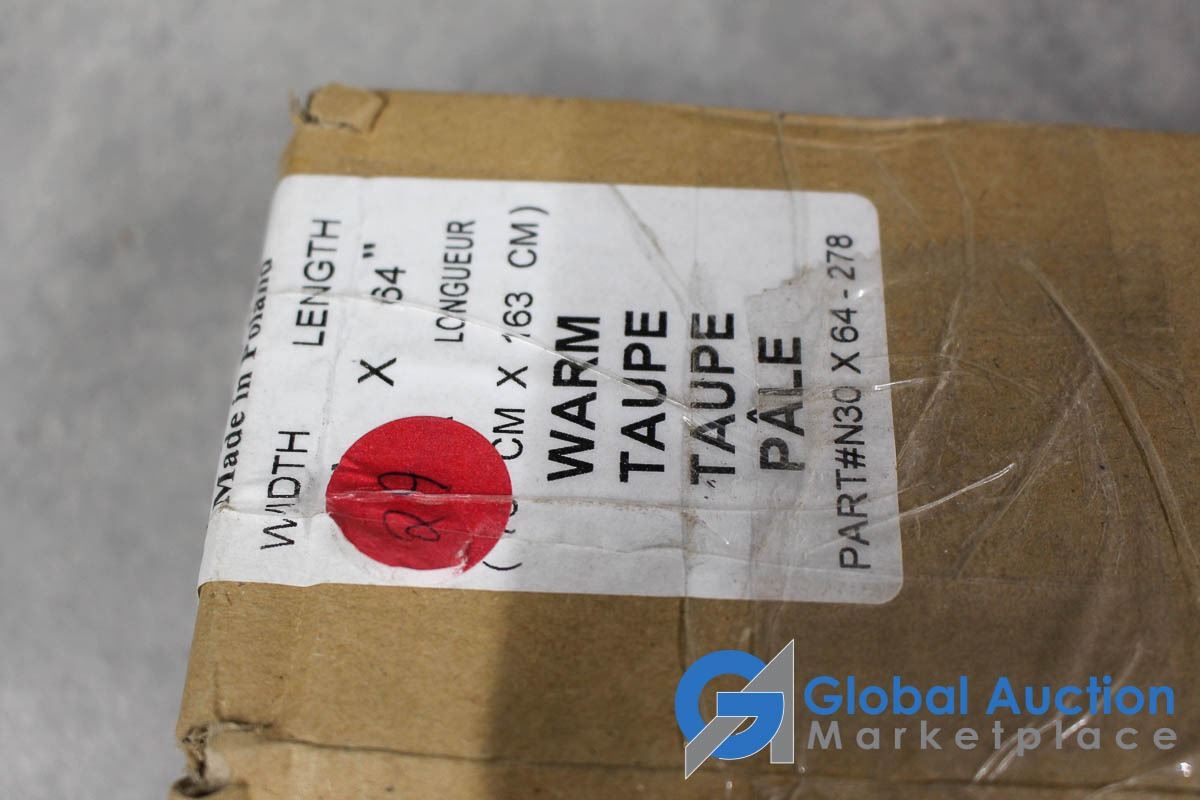 Made in Poland
WIDTH LENGTH
X 64"
LONGUEUR
( CM X 163 CM)
WARM
TAUPE
TAUPE
PÂLE
PART#N30 X 64 - 278
29
Global Auction
Marketplace